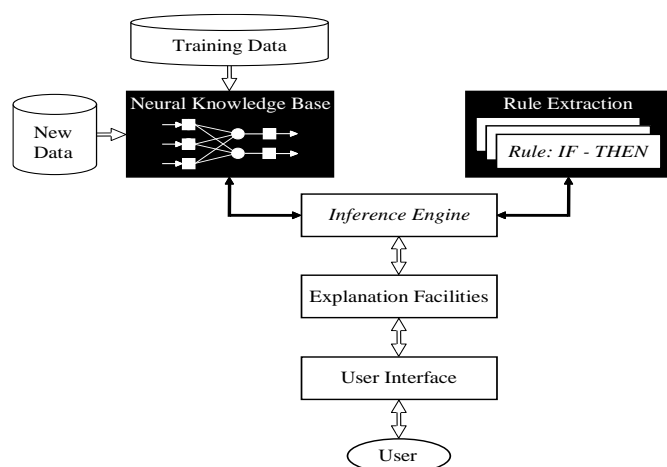 Training Data
Neural Knowledge Base
Rule Extraction
New
Data
Rule: IF - THEN
Inference Engine
Explanation Facilities
User Interface
User